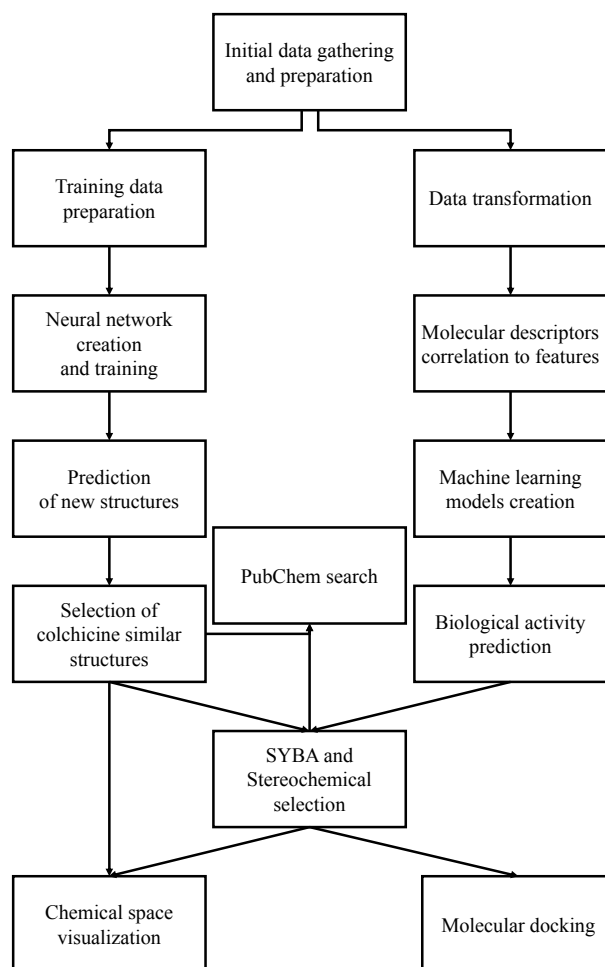 Initial data gathering
and preparation
Training data
preparation
Data transformation
Neural network
creation
and training
Molecular descriptors
correlation to features
Prediction
of new structures
Machine learning
models creation
PubChem search
Selection of
colchicine similar
structures
Biological activity
prediction
SYBA and
Stereochemical
selection
Chemical space
visualization
Molecular docking